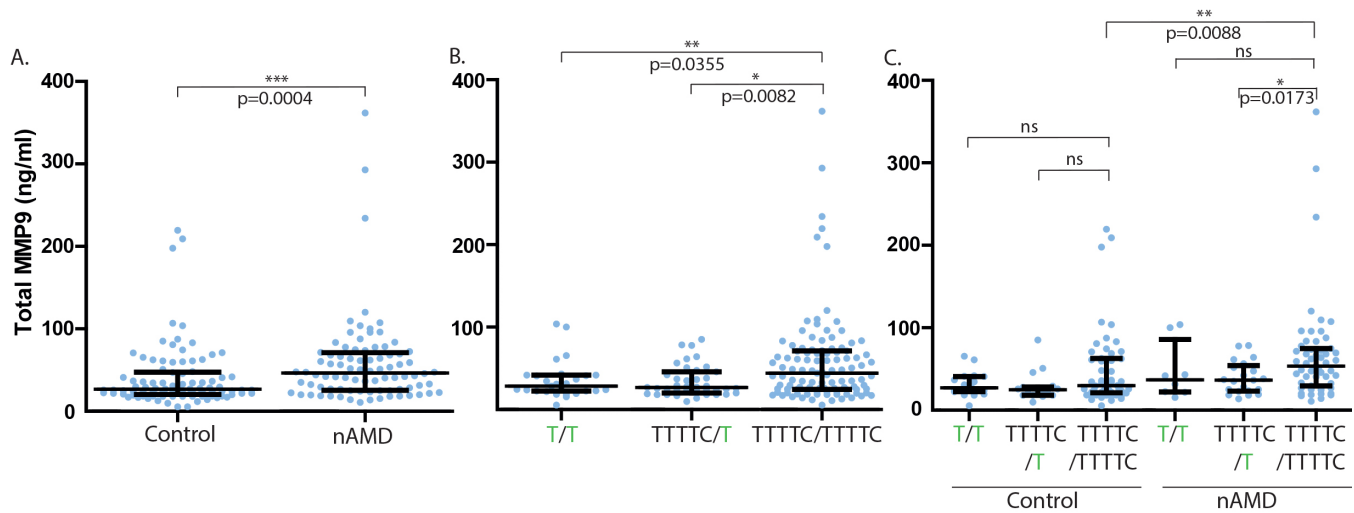 A.
***
p=0.0004
400
300
200
100
0
Total MMP9 (ng/ml)
Control
nAMD
B.
**
p=0.0355
*
p=0.0082
400
300
200
100
T/T
TTTTC/T
TTTTC/TTTTC
C.
**
p=0.0088
ns
*
p=0.0173
ns
ns
400
300
200
100
0
T/T
TTTTC
/T
TTTTC
/TTTTC
T/T
TTTTC
/T
TTTTC
/TTTTC
Control
nAMD